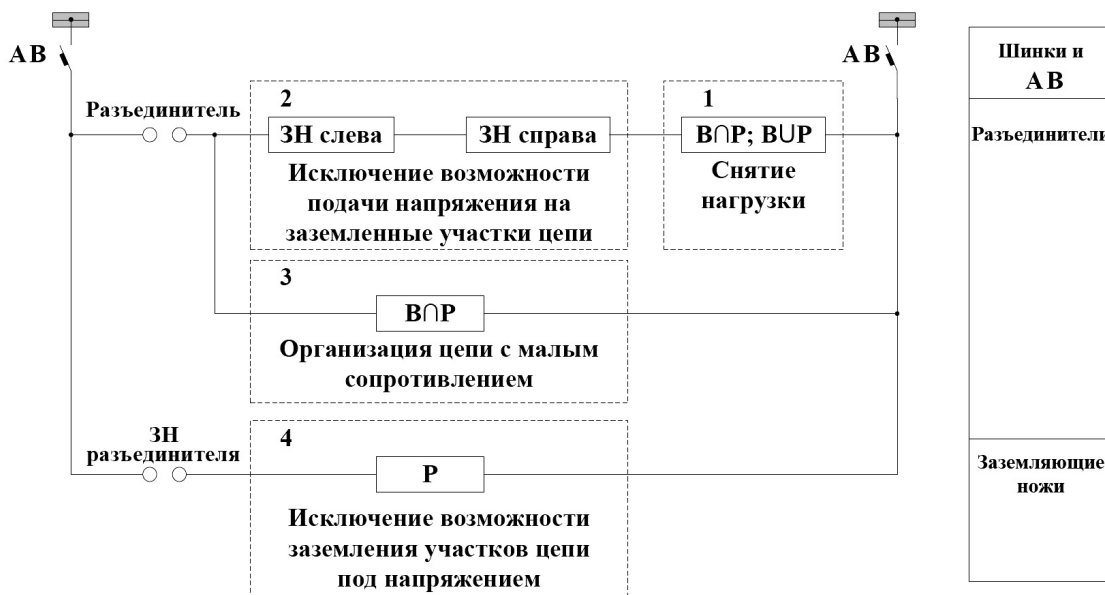 АВ
АВ
Шинки и
АВ
Разъединитель
2
1
Разъединители
ЗН слева
ЗН справа
В∩Р; В∪Р
Исключение возможности
подачи напряжения на
заземленные участки цепи
Снятие
нагрузки
3
В∩Р
Организация цепи с малым
сопротивлением
ЗН
разъединителя
4
Заземляющие
ножи
Р
Исключение возможности
заземления участков цепи
под напряжением